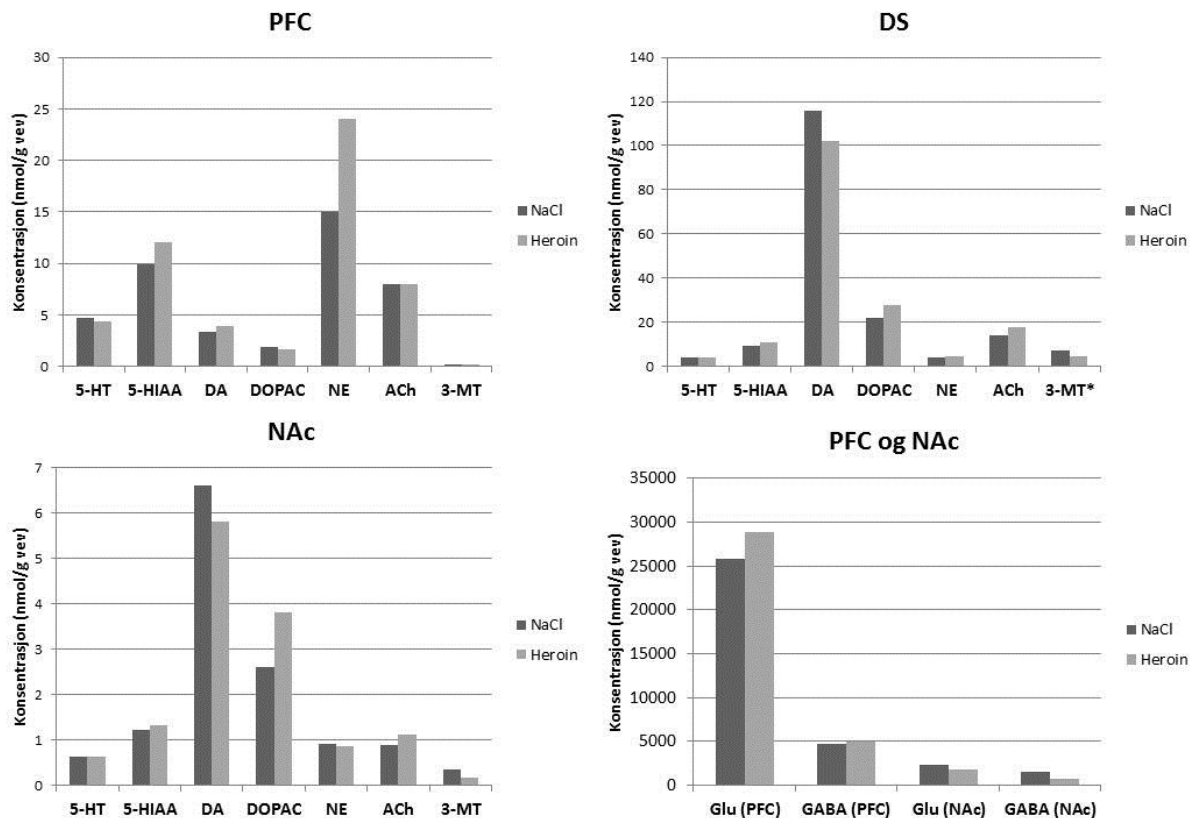 PFC
Konsentrasjon (nmol/g vev)
30
25
20
15
10
5
0
5-HT 5-HIAA DA DOPAC NE ACh 3-MT
NaCl
Heroin
DS
Konsentrasjon (nmol/g vev)
140
120
100
80
60
40
20
0
5-HT 5-HIAA DA DOPAC NE ACh 3-MT*
NaCl
Heroin
NAc
Konsentrasjon (nmol/g vev)
7
6
5
4
3
2
1
0
5-HT 5-HIAA DA DOPAC NE ACh 3-MT
NaCl
Heroin
PFC og NAc
Konsentrasjon (nmol/g vev)
35000
30000
25000
20000
15000
10000
5000
0
Glu (PFC) GABA (PFC) Glu (NAc) GABA (NAc)
NaCl
Heroin